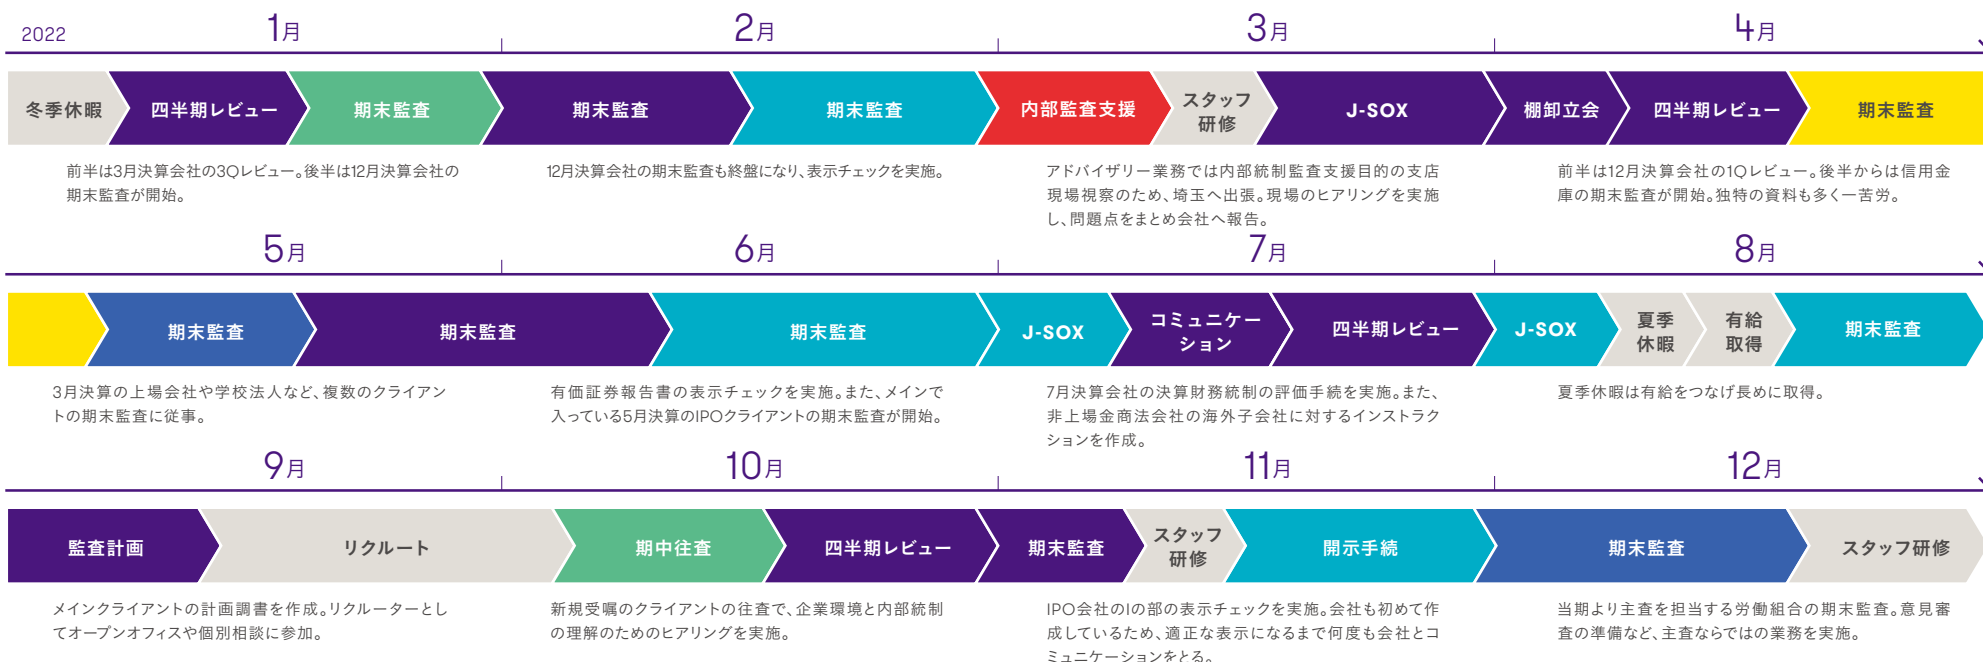 2022
1月
2月
3月
4月
冬季休暇
四半期レビュー
期末監査
期末監査
期末監査
内部監査支援
スタッフ
研修
J-SOX
棚卸立会
四半期レビュー
期末監査
前半は3月決算会社の3Qレビュー。後半は12月決算会社の
期末監査が開始。
12月決算会社の期末監査も終盤になり、表示チェックを実施。
アドバイザリー業務では内部統制監査支援目的の支店
現場視察のため、埼玉へ出張。現場のヒアリングを実施
し、問題点をまとめ会社へ報告。
前半は12月決算会社の1Qレビュー。後半からは信用金
庫の期末監査が開始。独特の資料も多く一苦労。
5月
6月
7月
8月
期末監査
期末監査
期末監査
J-SOX
コミュニケー
ション
四半期レビュー
J-SOX
夏季
休暇
有給
取得
期末監査
3月決算の上場会社や学校法人など、複数のクライアン
トの期末監査に従事。
有価証券報告書の表示チェックを実施。また、メインで
入っている5月決算のIPOクライアントの期末監査が開始。
7月決算会社の決算財務統制の評価手続を実施。また、
非上場金商法会社の海外子会社に対するインストラク
ションを作成。
夏季休暇は有給をつなげ長めに取得。
9月
10月
11月
12月
監査計画
リクルート
期中往査
四半期レビュー
期末監査
スタッフ
研修
開示手続
期末監査
スタッフ研修
メインクライアントの計画調書を作成。リクルーターとし
てオープンオフィスや個別相談に参加。
新規受嘱のクライアントの往査で、企業環境と内部統制
の理解のためのヒアリングを実施。
IPO会社のIの部の表示チェックを実施。会社も初めて作
成しているため、適正な表示になるまで何度も会社とコ
ミュニケーションをとる。
当期より主査を担当する労働組合の期末監査。意見審
査の準備など、主査ならではの業務を実施。